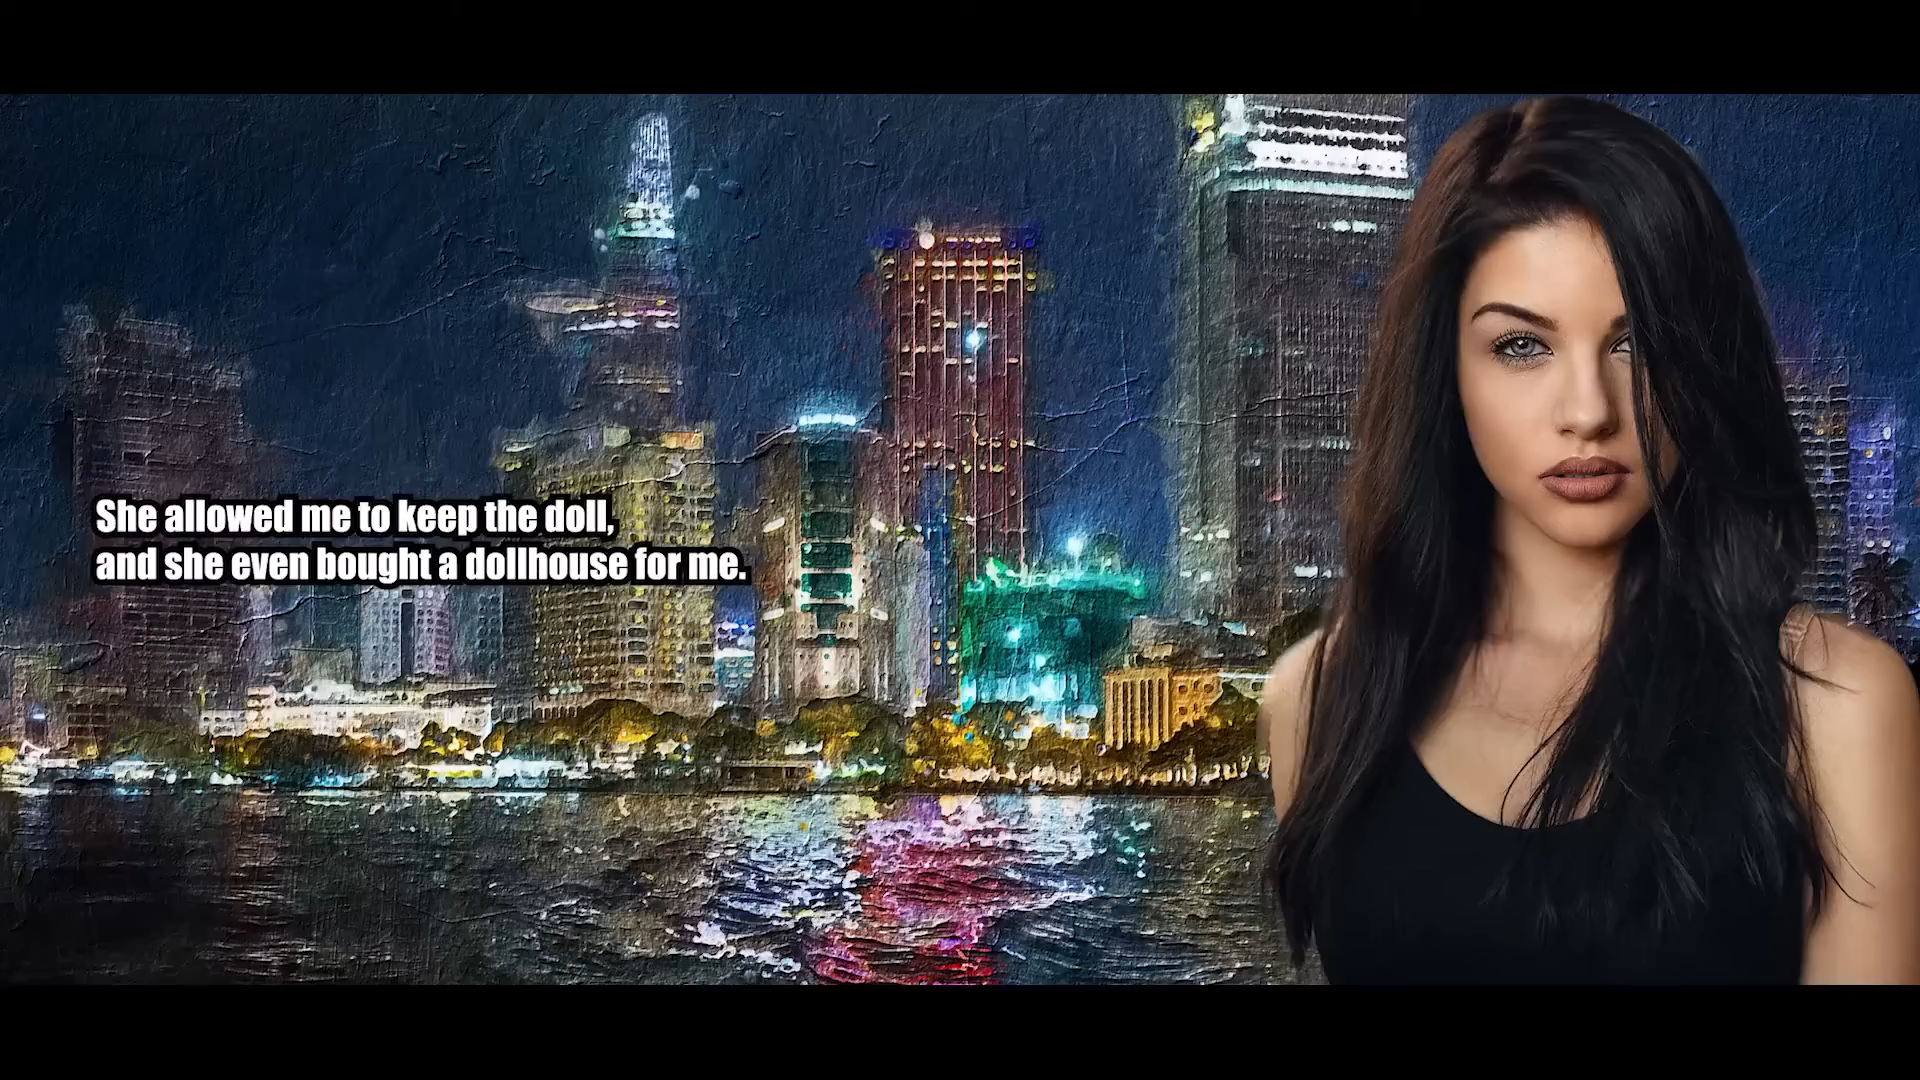 She allowed me to keep the doll,
and she even bought a dollhouse for me.